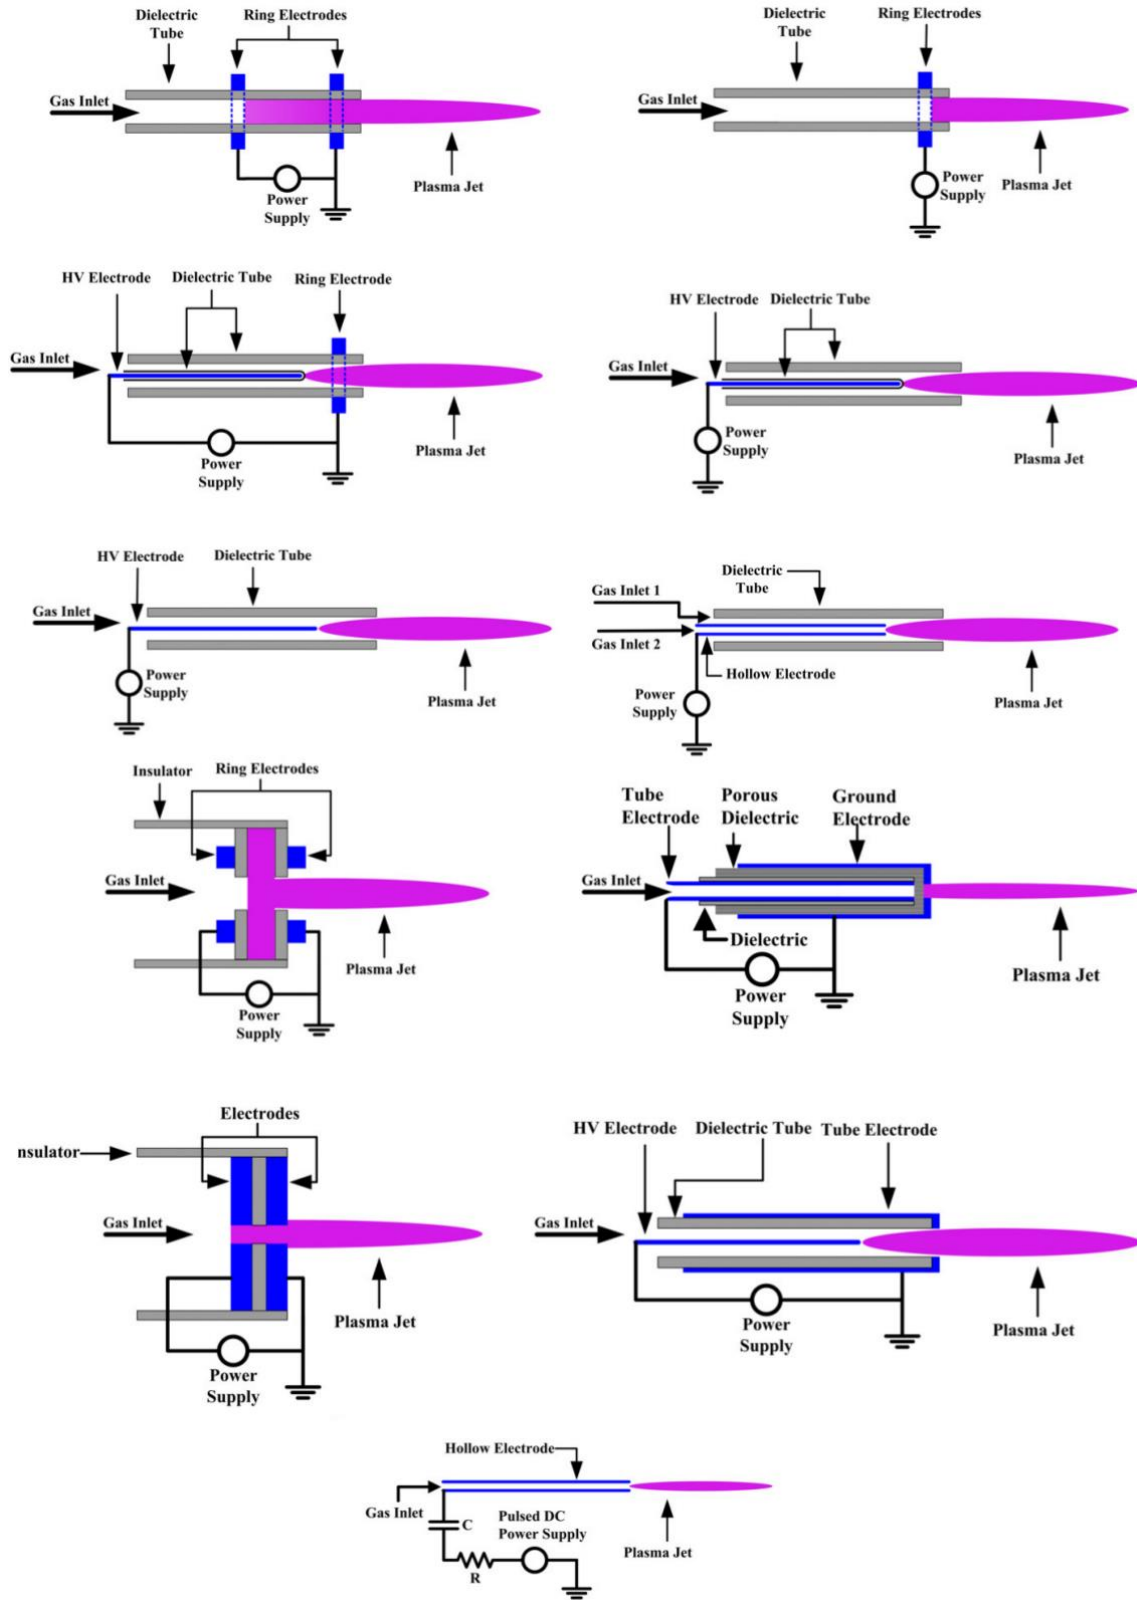 Dielectric
Tube
Ring Electrodes
Gas Inlet
Plasma Jet
Power
Supply
Dielectric
Tube
Ring Electrodes
Gas Inlet
Plasma Jet
Power
Supply
HV Electrode
Dielectric Tube
Ring Electrode
Gas Inlet
Plasma Jet
Power
Supply
HV Electrode
Dielectric Tube
Gas Inlet
Power
Supply
Plasma Jet
HV Electrode
Dielectric Tube
Gas Inlet
Power
Supply
Plasma Jet
Dielectric
Tube
Gas Inlet 1
Gas Inlet 2
Hollow Electrode
Power
Supply
Plasma Jet
Insulator
Ring Electrodes
Gas Inlet
Plasma Jet
Power
Supply
Tube
Electrode
Porous
Dielectric
Ground
Electrode
Gas Inlet
Dielectric
Plasma Jet
Power
Supply
Electrodes
nsulator
Gas Inlet
Plasma Jet
Power
Supply
HV Electrode
Dielectric Tube
Tube Electrode
Gas Inlet
Power
Supply
Plasma Jet
Hollow Electrode
Gas Inlet
C
Pulsed DC
Power Supply
R
Plasma Jet